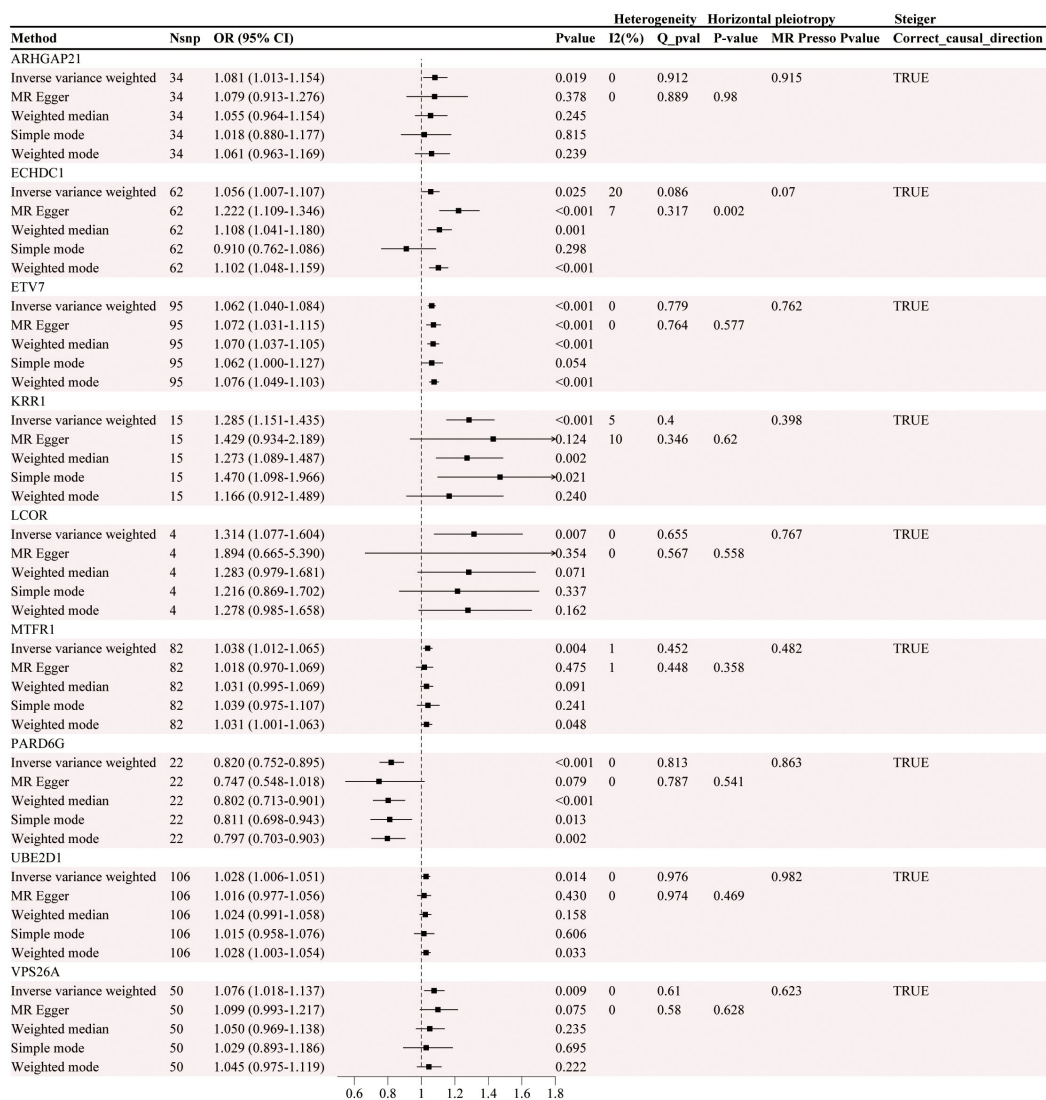 Heterogeneity Horizontal pleiotropy Steiger
Method Nsnp OR (95% CI) Pvalue I2(%) Q_pval P-value MR Presso Pvalue Correct_causal_direction
ARHGAP21
Inverse variance weighted 34 1.081 (1.013-1.154) 0.019 0 0.912 0.915 TRUE
MR Egger 34 1.079 (0.913-1.276) 0.378 0 0.889 0.98
Weighted median 34 1.055 (0.964-1.154) 0.245
Simple mode 34 1.018 (0.880-1.177) 0.815
Weighted mode 34 1.061 (0.963-1.169) 0.239
ECHDC1
Inverse variance weighted 62 1.056 (1.007-1.107) 0.025 20 0.086 0.07 TRUE
MR Egger 62 1.222 (1.109-1.346) <0.001 7 0.317 0.002
Weighted median 62 1.108 (1.041-1.180) 0.001
Simple mode 62 0.910 (0.762-1.086) 0.298
Weighted mode 62 1.102 (1.048-1.159) <0.001
ETV7
Inverse variance weighted 95 1.062 (1.040-1.084) <0.001 0 0.779 0.762 TRUE
MR Egger 95 1.072 (1.031-1.115) <0.001 0 0.764 0.577
Weighted median 95 1.070 (1.037-1.105) <0.001
Simple mode 95 1.062 (1.000-1.127) 0.054
Weighted mode 95 1.076 (1.049-1.103) <0.001
KRR1
Inverse variance weighted 15 1.285 (1.151-1.435) <0.001 5 0.4 0.398 TRUE
MR Egger 15 1.429 (0.934-2.189) 0.124 10 0.346 0.62
Weighted median 15 1.273 (1.089-1.487) 0.002
Simple mode 15 1.470 (1.098-1.966) 0.021
Weighted mode 15 1.166 (0.912-1.489) 0.240
LCOR
Inverse variance weighted 4 1.314 (1.077-1.604) 0.007 0 0.655 0.767 TRUE
MR Egger 4 1.894 (0.665-5.390) 0.354 0 0.567 0.558
Weighted median 4 1.283 (0.979-1.681) 0.071
Simple mode 4 1.216 (0.869-1.702) 0.337
Weighted mode 4 1.278 (0.985-1.658) 0.162
MTFR1
Inverse variance weighted 82 1.038 (1.012-1.065) 0.004 1 0.452 0.482 TRUE
MR Egger 82 1.018 (0.970-1.069) 0.475 1 0.448 0.358
Weighted median 82 1.031 (0.995-1.069) 0.091
Simple mode 82 1.039 (0.975-1.107) 0.241
Weighted mode 82 1.031 (1.001-1.063) 0.048
PARD6G
Inverse variance weighted 22 0.820 (0.752-0.895) <0.001 0 0.813 0.863 TRUE
MR Egger 22 0.747 (0.548-1.018) 0.079 0 0.787 0.541
Weighted median 22 0.802 (0.713-0.901) <0.001
Simple mode 22 0.811 (0.698-0.943) 0.013
Weighted mode 22 0.797 (0.703-0.903) 0.002
UBE2D1
Inverse variance weighted 106 1.028 (1.006-1.051) 0.014 0 0.976 0.982 TRUE
MR Egger 106 1.016 (0.977-1.056) 0.430 0 0.974 0.469
Weighted median 106 1.024 (0.991-1.058) 0.158
Simple mode 106 1.015 (0.958-1.076) 0.606
Weighted mode 106 1.028 (1.003-1.054) 0.033
VPS26A
Inverse variance weighted 50 1.076 (1.018-1.137) 0.009 0 0.61 0.623 TRUE
MR Egger 50 1.099 (0.993-1.217) 0.075 0 0.58 0.628
Weighted median 50 1.050 (0.969-1.138) 0.235
Simple mode 50 1.029 (0.893-1.186) 0.695
Weighted mode 50 1.045 (0.975-1.119) 0.222
0.6 0.8 1 1.2 1.4 1.6 1.8